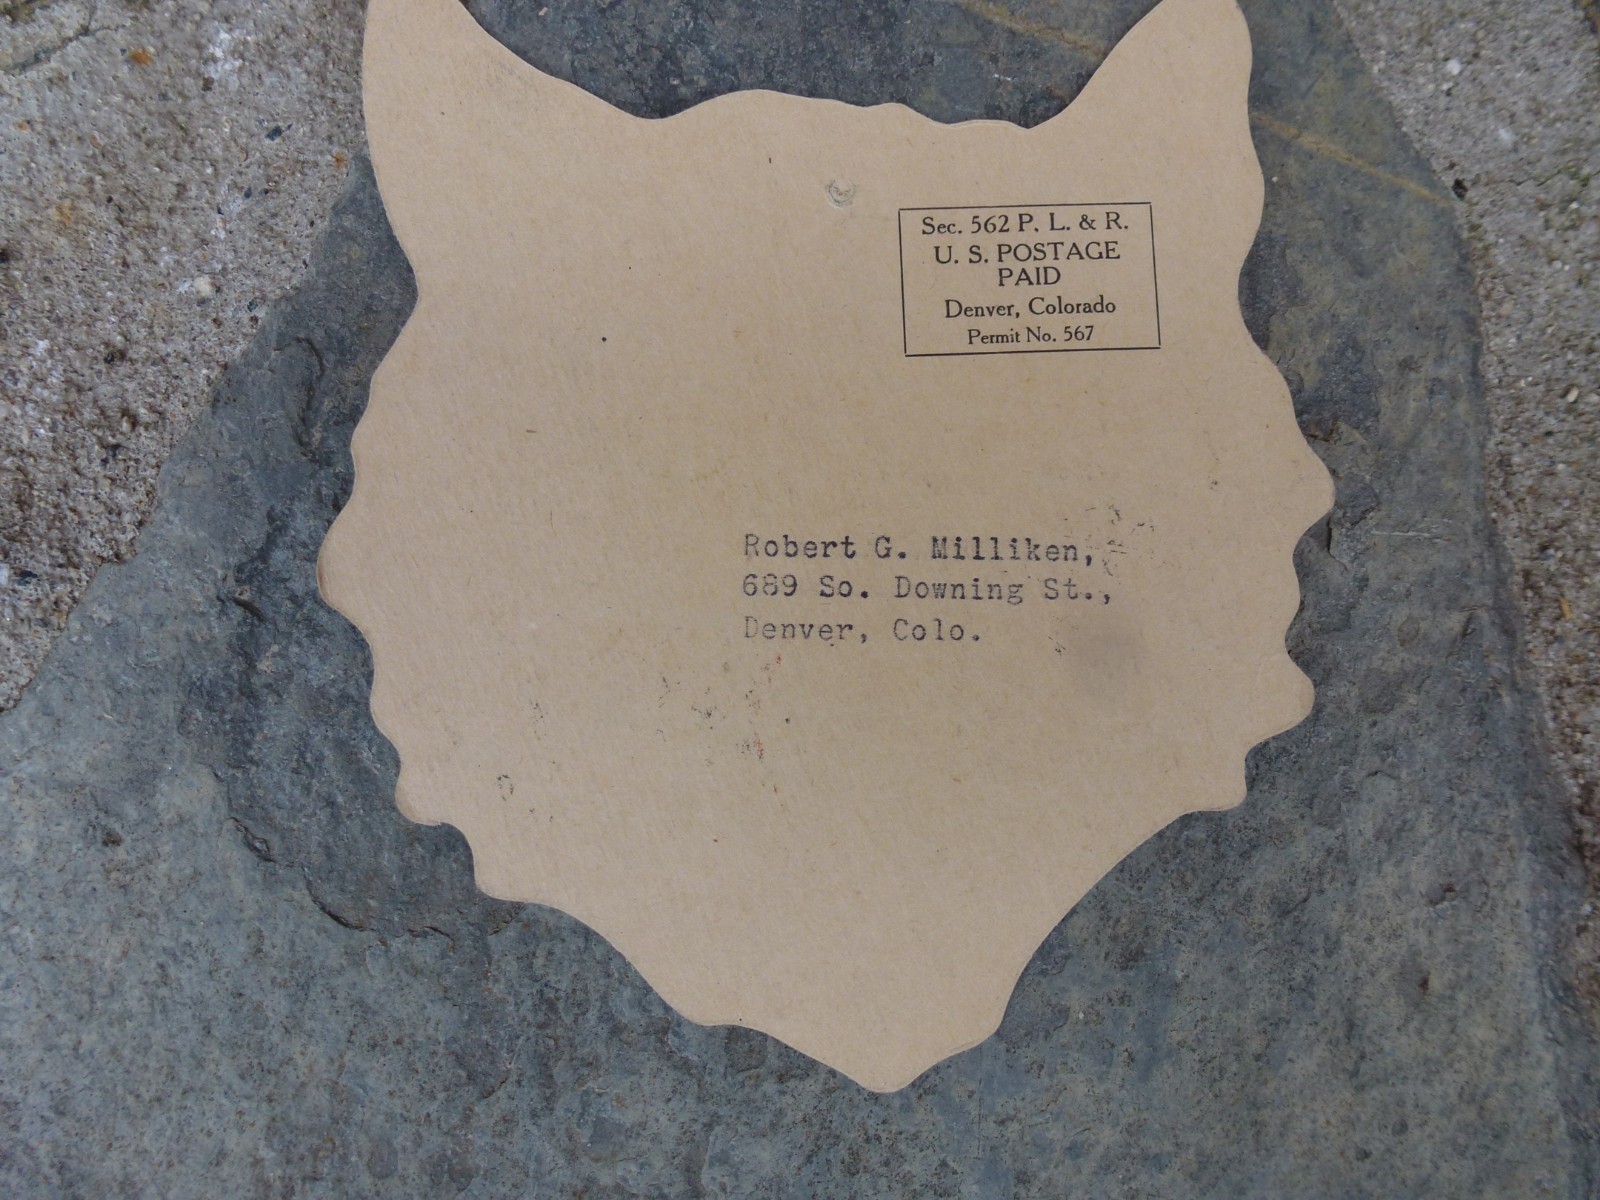 Sec. 562 P. L. & R.
U. S. POSTAGE
PAID
Denver, Colorado
Permit No. 567
Robert G. Milliken,
689 So. Downing St.,
Denver, Colo.